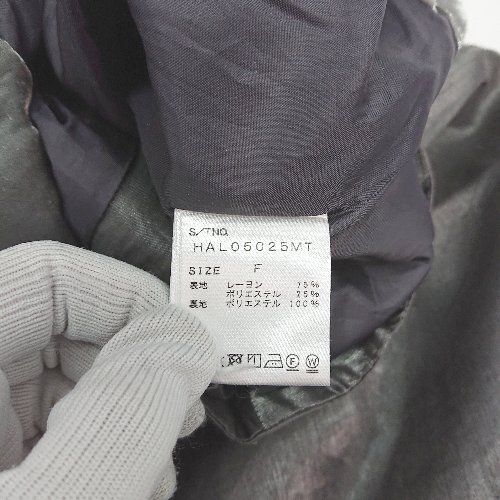 S/TNO.
HAL05025MT
SIZE F
表地 レーヨン 75%
ポリエステル 25%
裏地 ポリエステル 100%
F W